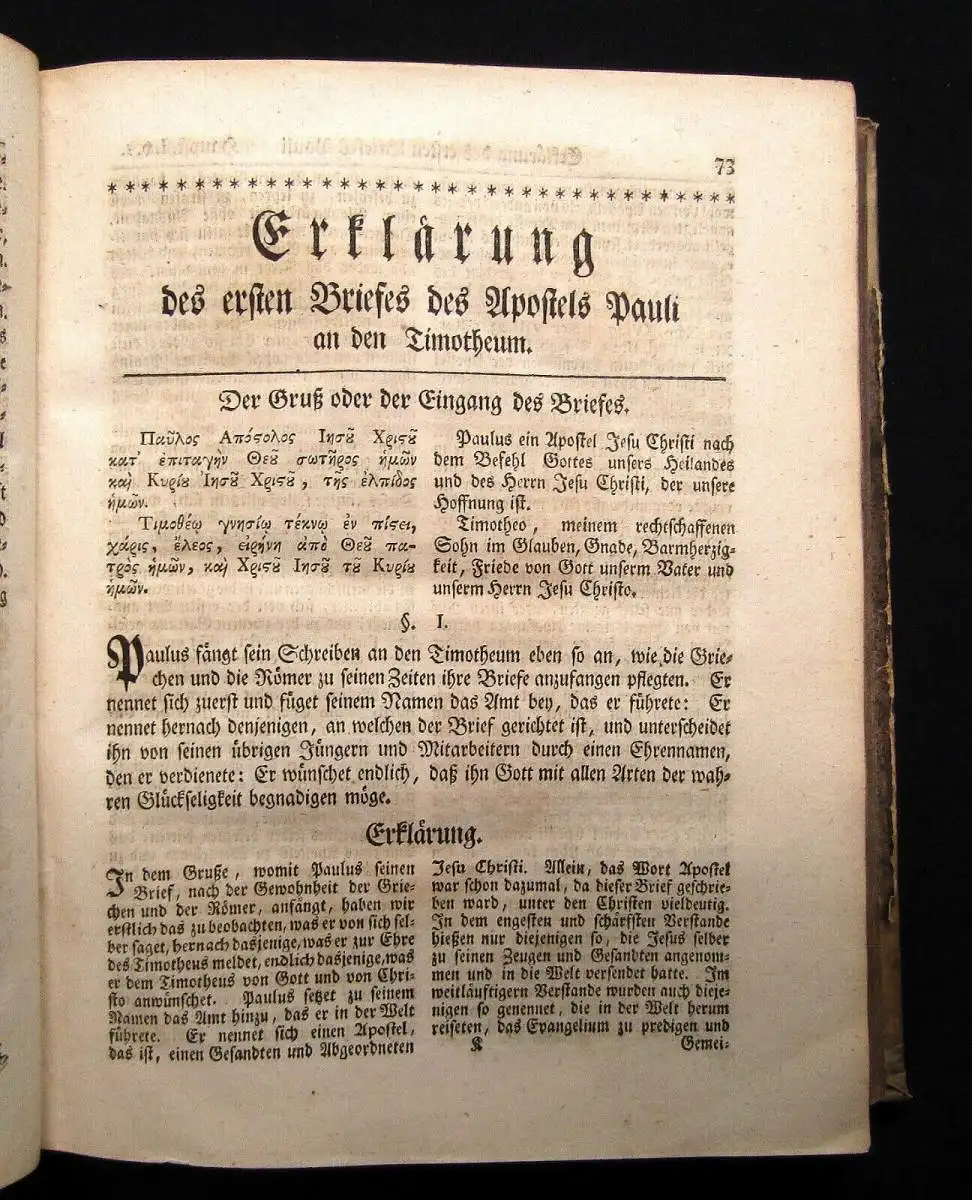 73
* * * * * * * * * * * * * * * * * * * * * * * * * * * * * * * * * * * * *
Erklärung
des ersten Briefes des Apostels Pauli
an den Timotheum.
Der Gruß oder der Eingang des Briefes.
Παῦλος Ἀπόϛολος Ἰησȣ͂ Χριϛȣ͂
κατ' ἐπιταγὴν Θεȣ͂ σωτῆρος ἡμῶν
καὶ Κυρίȣ Ἰησȣ͂ Χριϛȣ͂, τῆς ἐλπίδος
ἡμῶν.
Τιμοθέῳ γνησίῳ τέκνῳ ἐν πίϛει,
χάρις, ἔλεος, εἰρήνη ἀπὸ Θεȣ͂ πα-
τρὸς ἡμῶν, καὶ Χριϛȣ͂ Ἰησȣ͂ τȣ͂ Κυρίȣ
ἡμῶν.
Paulus ein Apostel Jesu Christi nach
dem Befehl Gottes unsers Heilandes
und des Herrn Jesu Christi, der unsere
Hoffnung ist.
Timotheo, meinem rechtschaffenen
Sohn im Glauben, Gnade, Barmherzig-
keit, Friede von Gott unserm Vater und
unserm Herrn Jesu Christo.
§. I.
Paulus fängt sein Schreiben an den Timotheum eben so an, wie die Grie-
chen und die Römer zu seinen Zeiten ihre Briefe anzufangen pflegten. Er
nennet sich zuerst und füget seinem Namen das Amt bey, das er führete: Er
nennet hernach denjenigen, an welchen der Brief gerichtet ist, und unterscheidet
ihn von seinen übrigen Jüngern und Mitarbeitern durch einen Ehrennamen,
den er verdienete: Er wünschet endlich, daß ihn Gott mit allen Arten der wah-
ren Glückseligkeit begnadigen möge.
Erklärung.
In dem Gruße, womit Paulus seinen
Brief, nach der Gewohnheit der Grie-
chen und der Römer, anfängt, haben wir
erstlich das zu beobachten, was er von sich sel-
ber saget, hernach dasjenige, was er zur Ehre
des Timotheus meldet, endlich dasjenige, was
er dem Timotheus von Gott und von Chri-
sto anwünschet. Paulus setzet zu seinem
Namen das Amt hinzu, das er in der Welt
führete. Er nennet sich einen Apostel,
das ist, einen Gesandten und Abgeordneten
Jesu Christi. Allein, das Wort Apostel
war schon dazumal, da dieser Brief geschrie-
ben ward, unter den Christen vieldeutig.
In dem engesten und schärfsten Verstande
hießen nur diejenigen so, die Jesus selber
zu seinen Zeugen und Gesandten angenom-
men und in die Welt versendet hatte. Im
weitläuftigern Verstande wurden auch dieje-
nigen so genennet, die in der Welt herum
reiseten, das Evangelium zu predigen und
K Gemei-